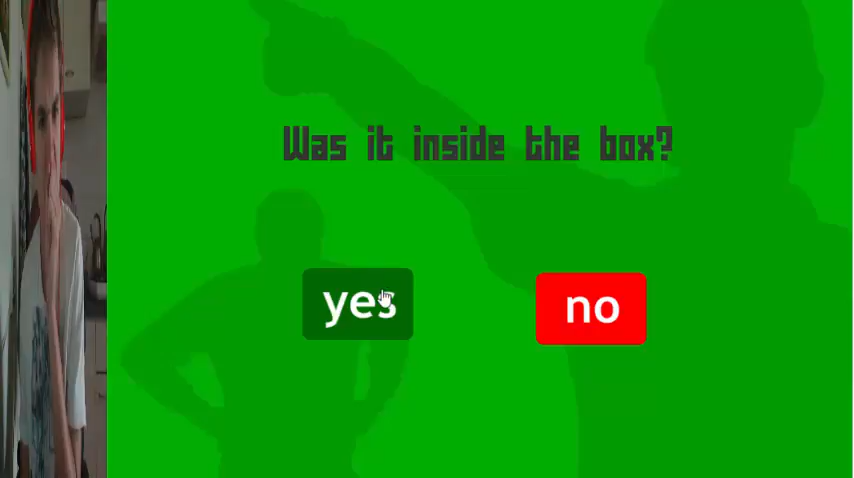 Was it inside the box?
yes
no